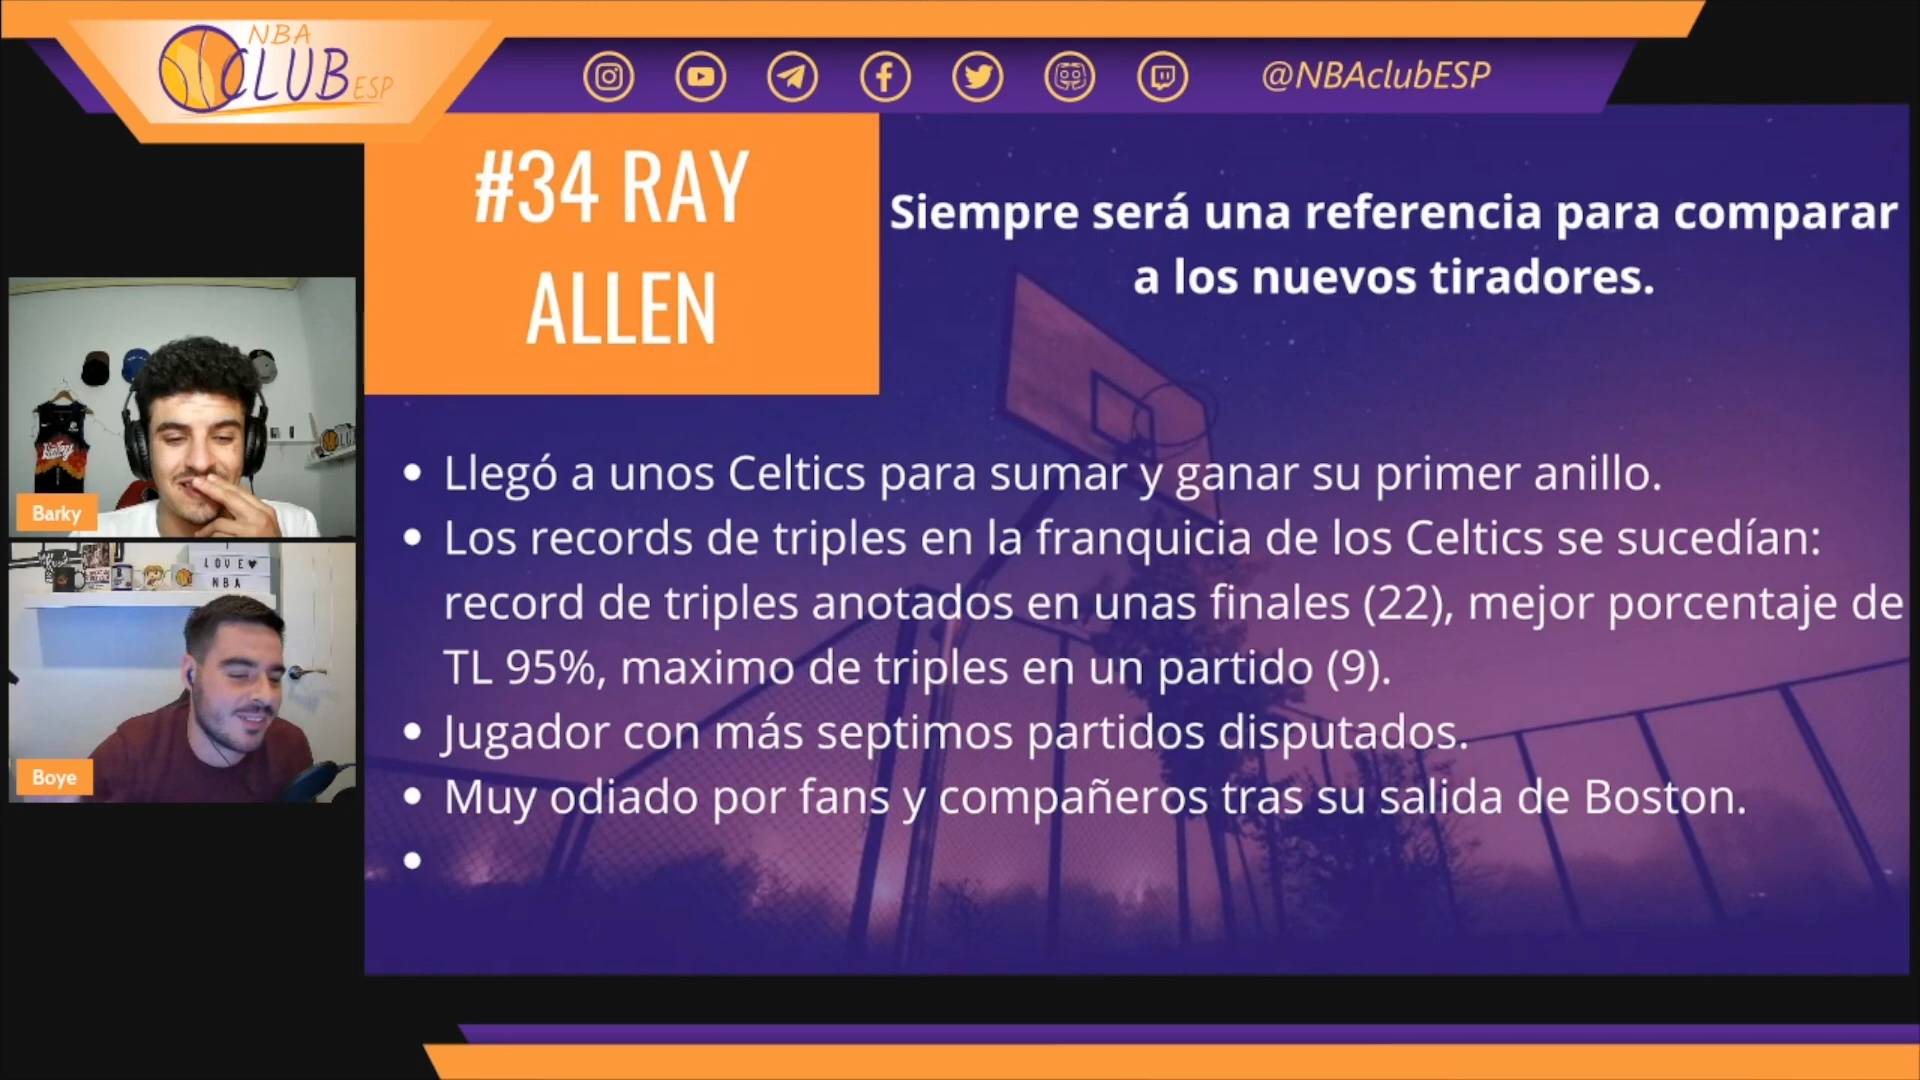 NBA
CLUB ESP
@NBAclubESP
#34 RAY
ALLEN
Siempre será una referencia para comparar
a los nuevos tiradores.
Llegó a unos Celtics para sumar y ganar su primer anillo.
Los records de triples en la franquicia de los Celtics se sucedían:
record de triples anotados en unas finales (22), mejor porcentaje de
TL 95%, maximo de triples en un partido (9).
Jugador con más septimos partidos disputados.
Muy odiado por fans y compañeros tras su salida de Boston.
Barky
LOVE♥
NBA
Boye